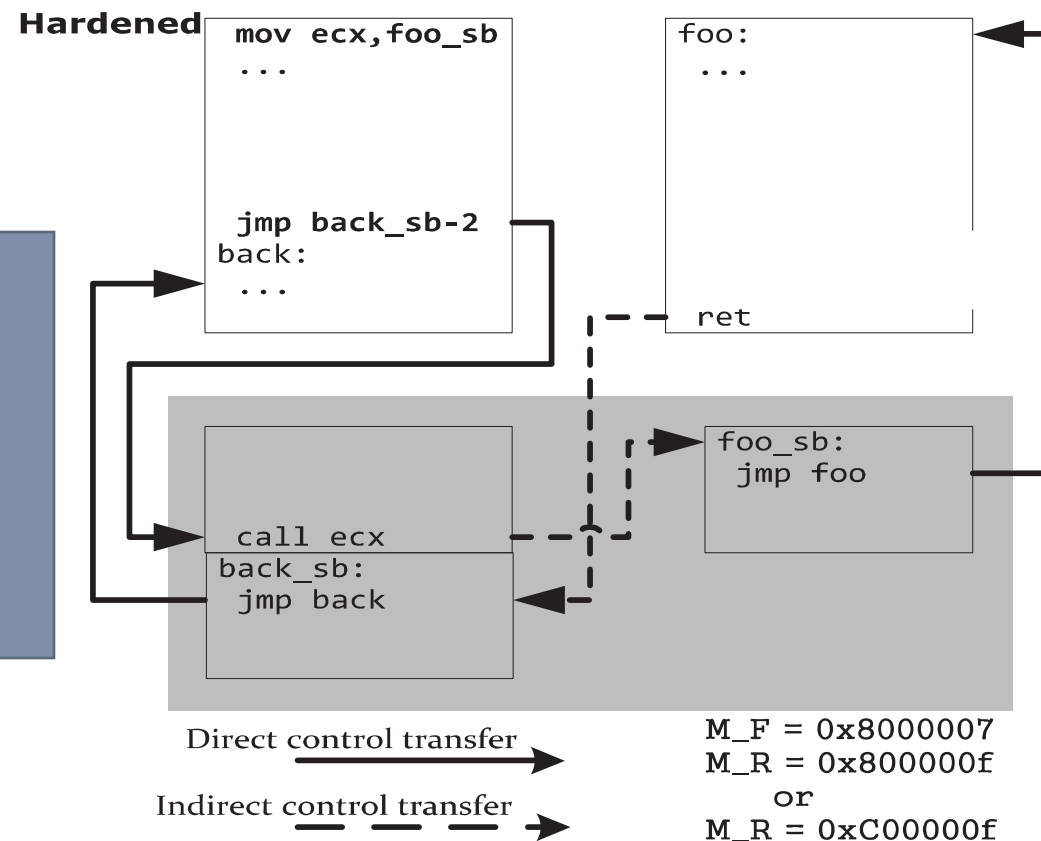 Hardened
mov ecx,foo_sb
...
jmp back_sb-2
back:
...
foo:
...
ret
call ecx
back_sb:
jmp back
foo_sb:
jmp foo
Direct control transfer
Indirect control transfer
M_F = 0x8000007
M_R = 0x800000f
or
M_R = 0xC00000f